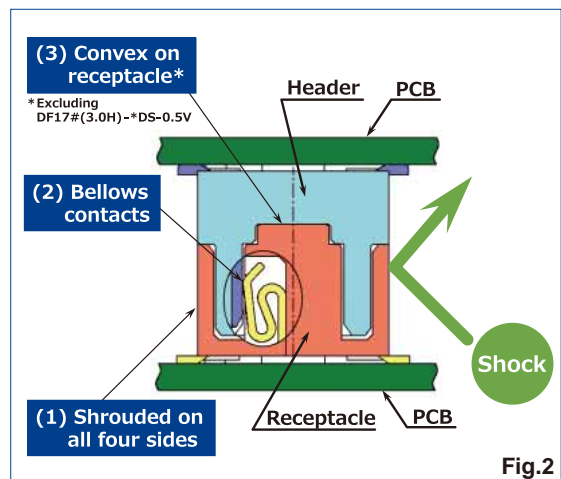 (3) Convex on
receptacle*
*Excluding
DF17#(3.0H)-*DS-0.5V
Header
PCB
(2) Bellows
contacts
Shock
(1) Shrouded on
all four sides
Receptacle
PCB
Fig.2